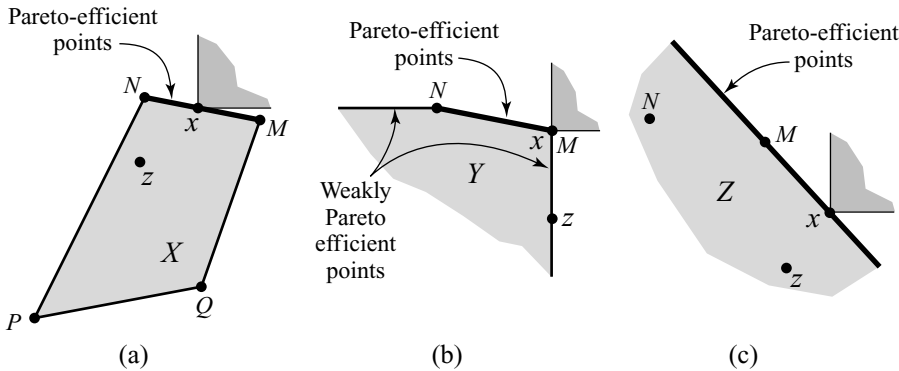 Pareto-efficient
points
N
x
M
z
X
P
Q
(a)
Pareto-efficient
points
N
x
M
Y
Weakly
Pareto
efficient
points
z
(b)
Pareto-efficient
points
N
M
Z
x
z
(c)